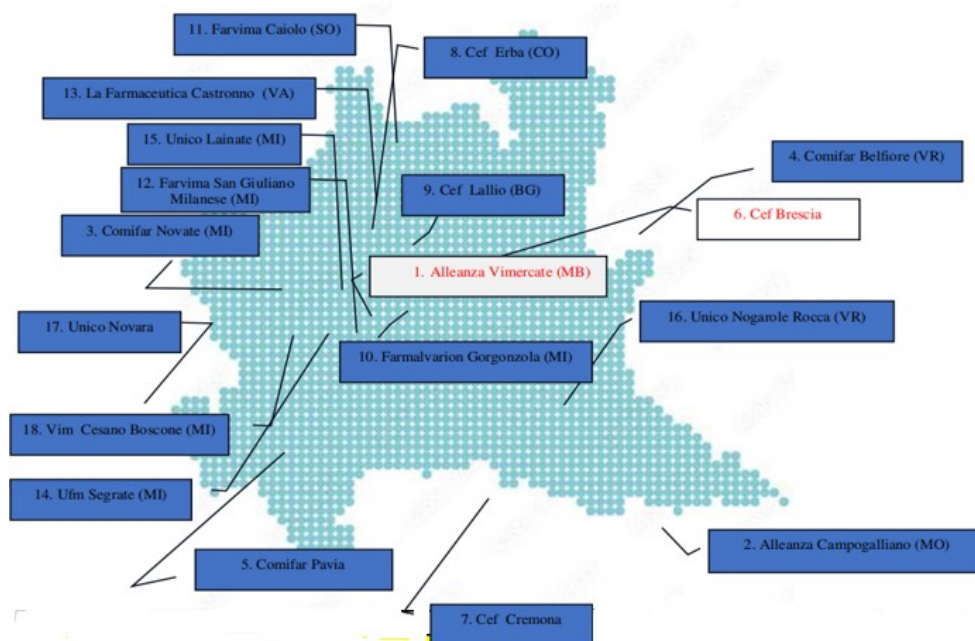 11. Farvima Caiolo (SO)
8. Cef Erba (CO)
13. La Farmaceutica Castronno (VA)
15. Unico Lainate (MI)
4. Comifar Belfiore (VR)
12. Farvima San Giuliano
Milanese (MI)
9. Cef Lallio (BG)
6. Cef Brescia
3. Comifar Novate (MI)
1. Alleanza Vimercate (MB)
17. Unico Novara
16. Unico Nogarole Rocca (VR)
10. Farmalvarion Gorgonzola (MI)
18. Vim Cesano Boscone (MI)
14. Ufm Segrate (MI)
2. Alleanza Campogalliano (MO)
5. Comifar Pavia
7. Cef Cremona